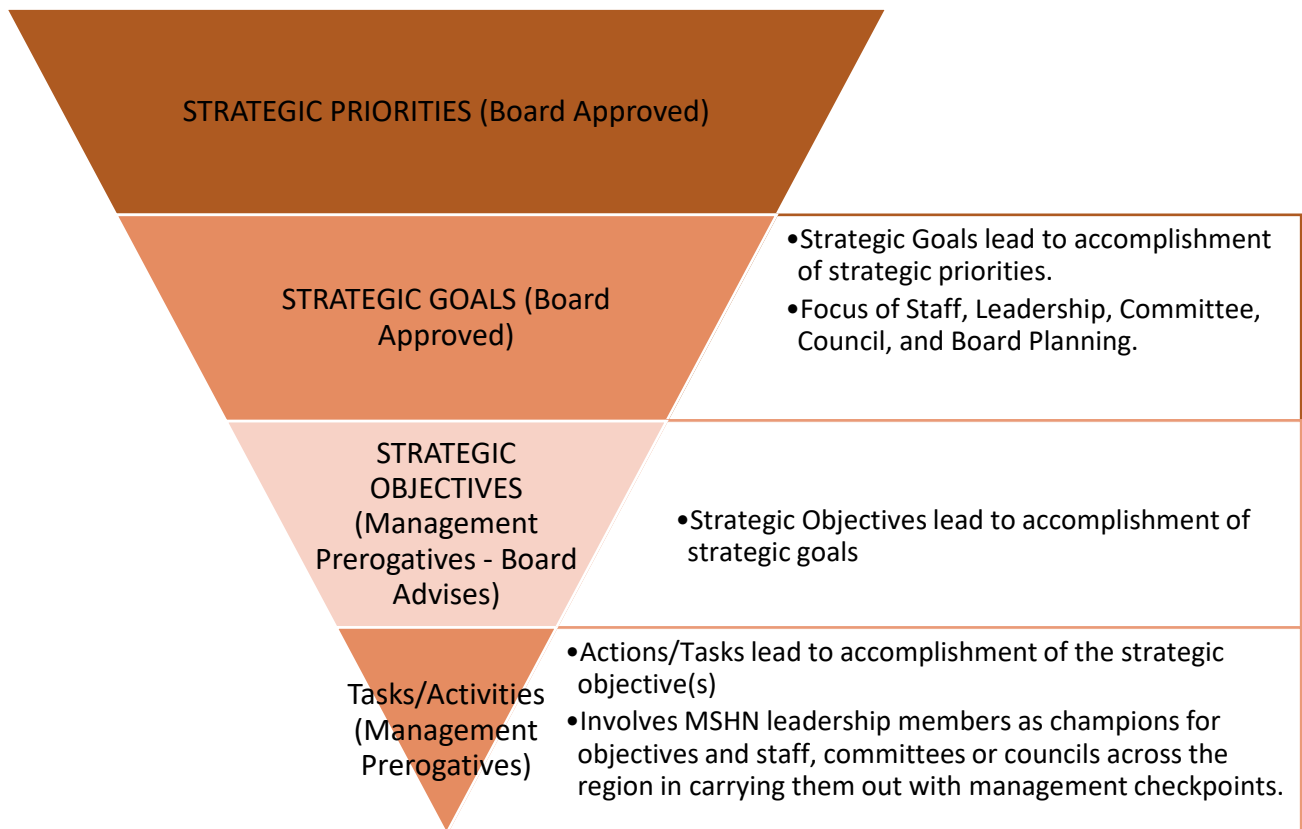 STRATEGIC PRIORITIES (Board Approved)
STRATEGIC GOALS (Board
Approved)
•Strategic Goals lead to accomplishment
of strategic priorities.
•Focus of Staff, Leadership, Committee,
Council, and Board Planning.
STRATEGIC
OBJECTIVES
(Management
Prerogatives - Board
Advises)
•Strategic Objectives lead to accomplishment of
strategic goals
Tasks/Activities
(Management
Prerogatives)
•Actions/Tasks lead to accomplishment of the strategic
objective(s)
•Involves MSHN leadership members as champions for
objectives and staff, committees or councils across the
region in carrying them out with management checkpoints.